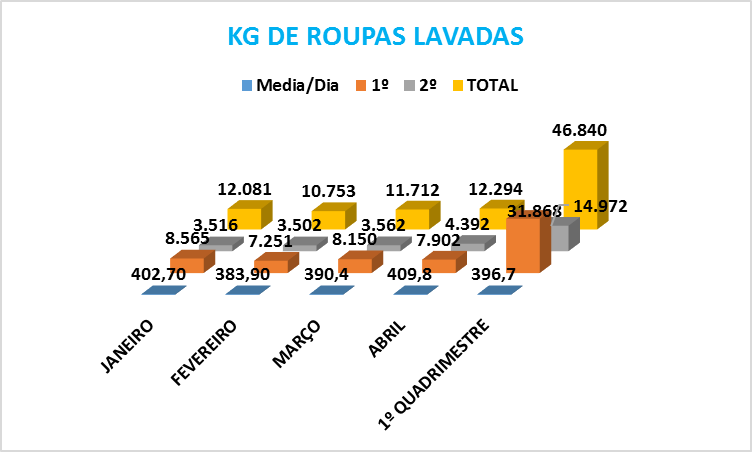 KG DE ROUPAS LAVADAS
Media/Dia 1º 2º TOTAL
46.840
12.081 10.753 11.712 12.294
31.868 14.972
3.516 3.502 3.562 4.392
8.565 7.251 8.150 7.902
402,70 383,90 390,4 409,8 396,7
JANEIRO
FEVEREIRO
MARÇO
ABRIL
1º QUADRIMESTRE